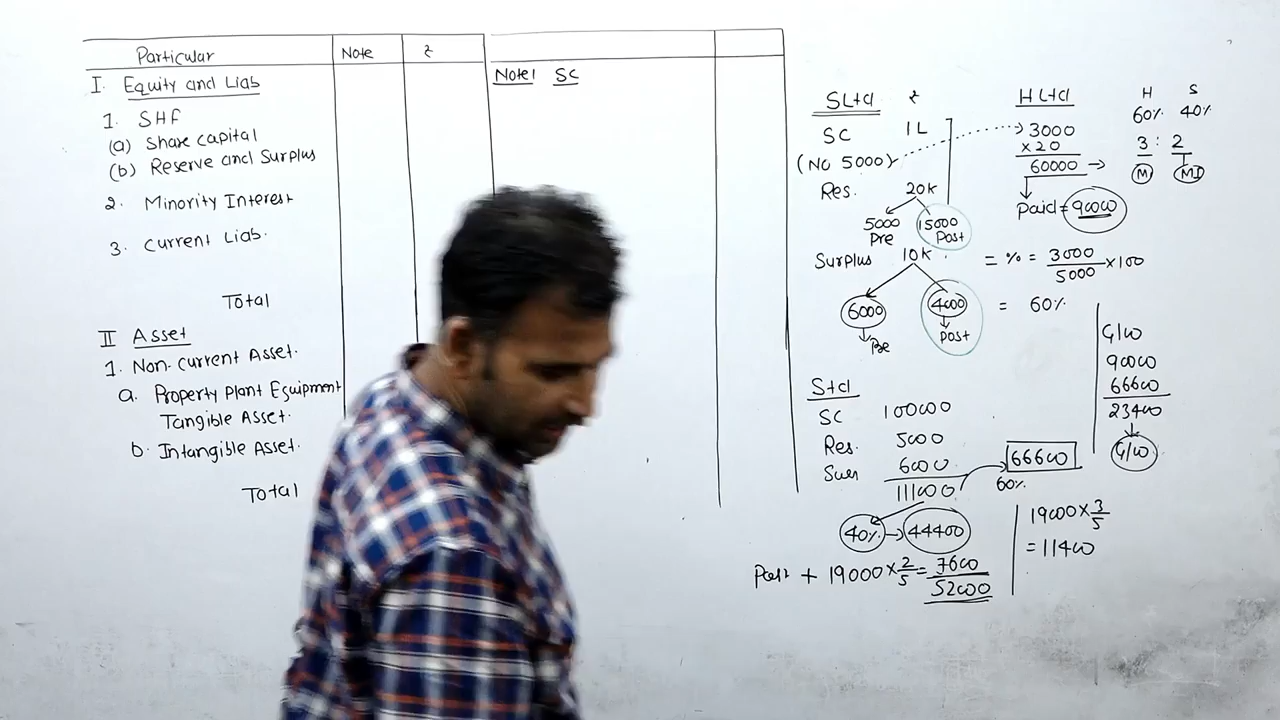 Particular Note ₹
I. Equity and Liab
1. SHF
(a) Share capital
(b) Reserve and Surplus
2. Minority Interest
3. Current Liab.
Total
II Asset
1. Non-current Asset.
a. Property Plant Equipment
Tangible Asset.
b. Intangible Asset.
Total
Note 1 SC
S Ltd ₹
SC 1 L
(NO 5000)
Res. 20K
5000 15000
Pre Post
Surplus 10K
6000 4000
Pre Post
H Ltd
3000
×20
60000 →
Paid = 90000
H S
60% 40%
3 : 2
M MI
= % = 3000/5000 ×100
= 60%
S Ltd
SC 100000
Res. 5000
Surr 6000
111000
60%
66600
40% → 44400
Post + 19000 × 2/5 = 7600
52000
G/W
90000
66600
23400
G/W
19000 × 3/5
= 11400